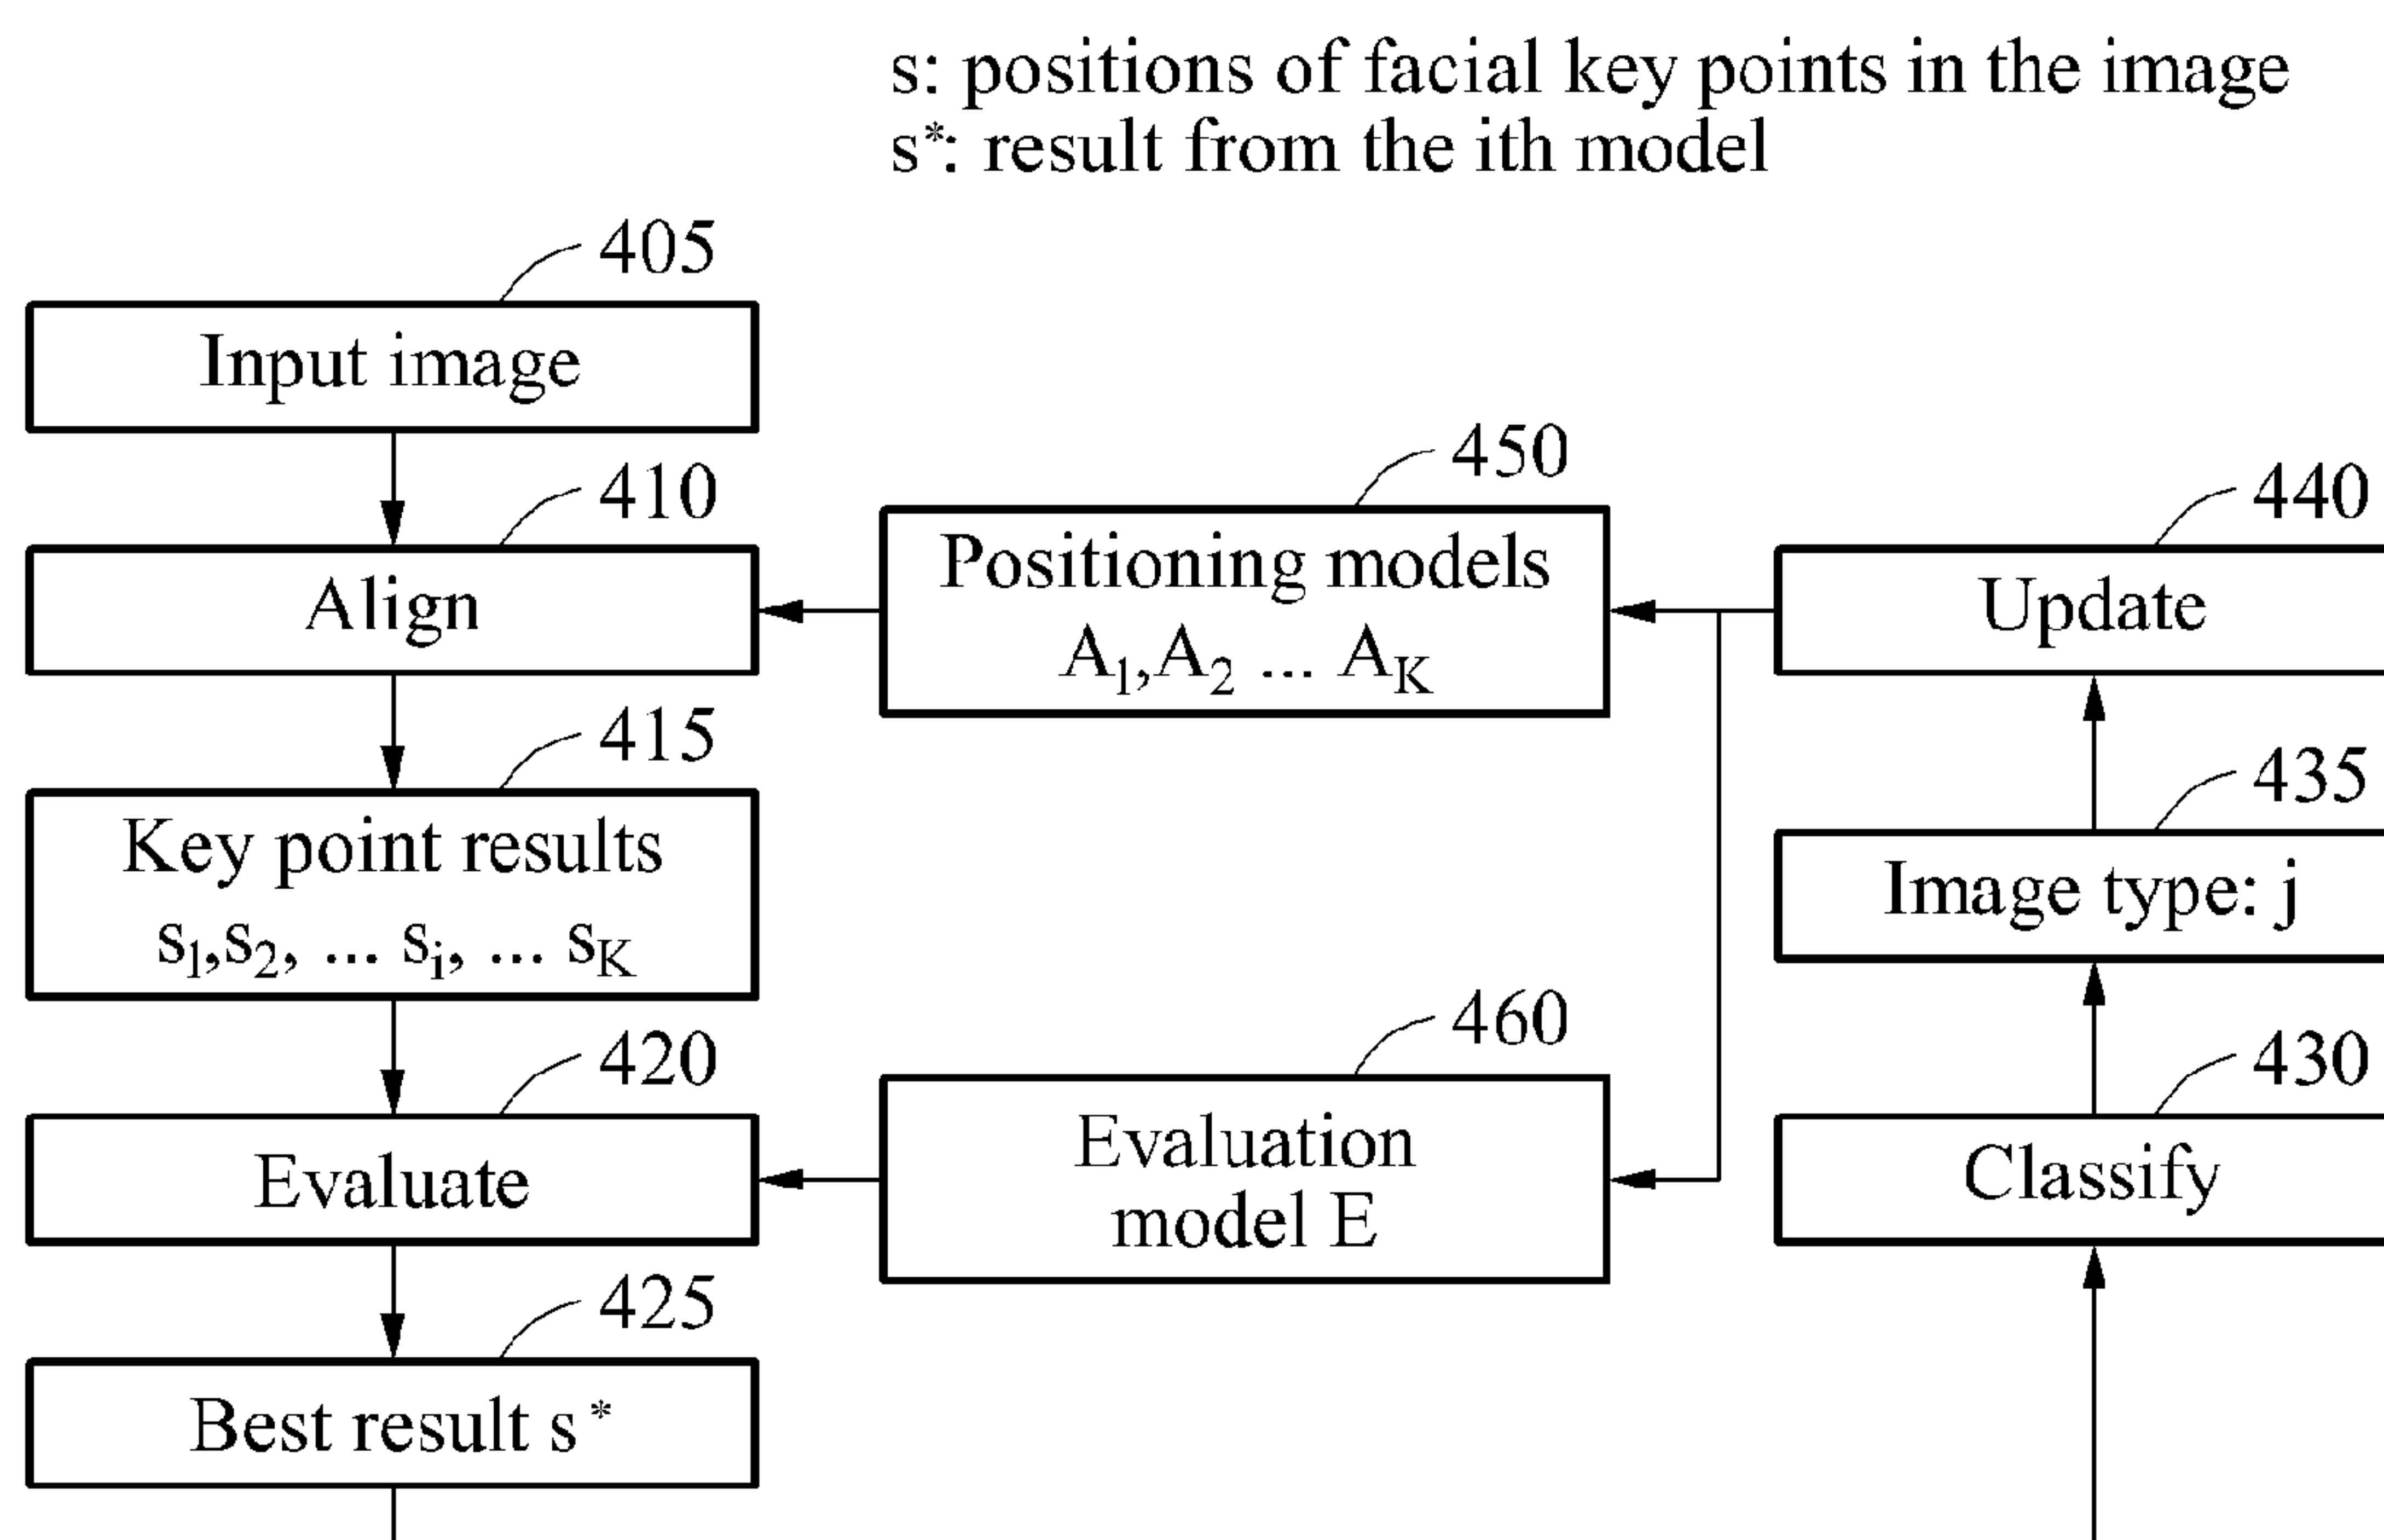 s: positions of facial key points in the image
s*: result from the ith model
405
Input image
410
Align
415
Key point results
s1,s2, ... si, ... sK
420
Evaluate
425
Best result s*
450
Positioning models
A1,A2 ... AK
460
Evaluation
model E
440
Update
435
Image type: j
430
Classify